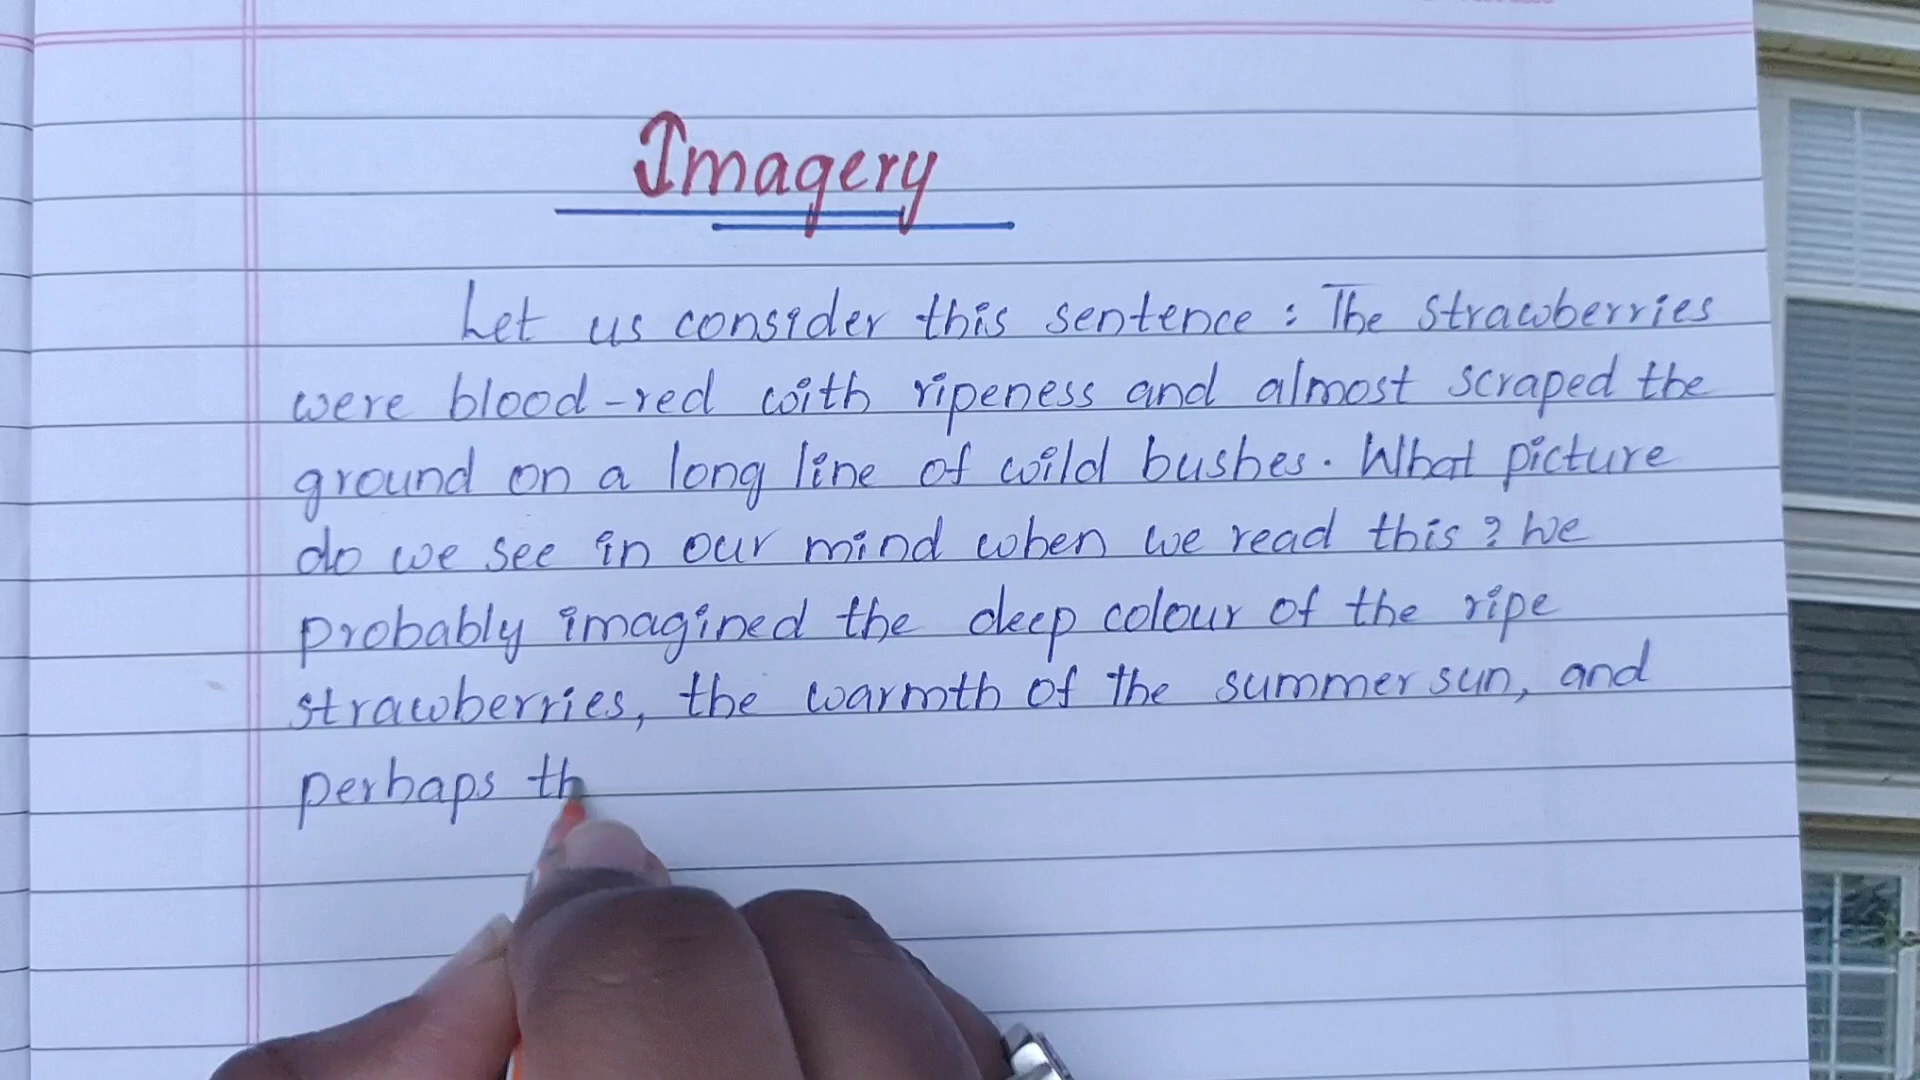 Imagery
Let us consider this sentence : The strawberries
were blood-red with ripeness and almost scraped the
ground on a long line of wild bushes. What picture
do we see in our mind when we read this? We
probably imagined the deep colour of the ripe
strawberries, the warmth of the summer sun, and
perhaps th